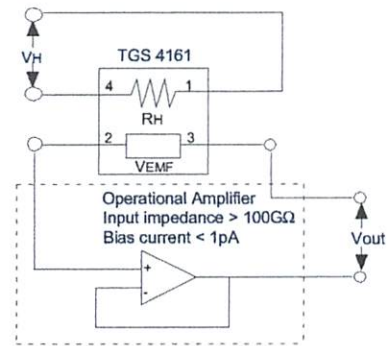 TGS 4161
VH
4 1
RH
2 3
VEMF
Operational Amplifier
Input impedance > 100GΩ
Bias current < 1pA
Vout
+
-